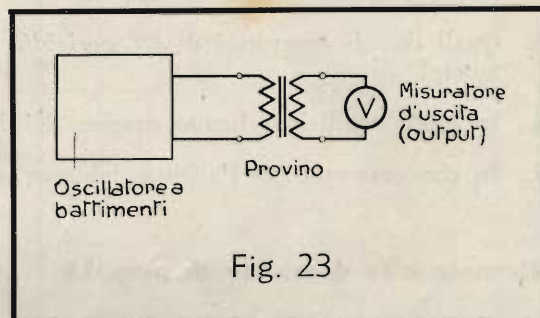 V
Misuratore
d'uscita
(output)
Provino
Oscillatore a
battimenti
Fig. 23